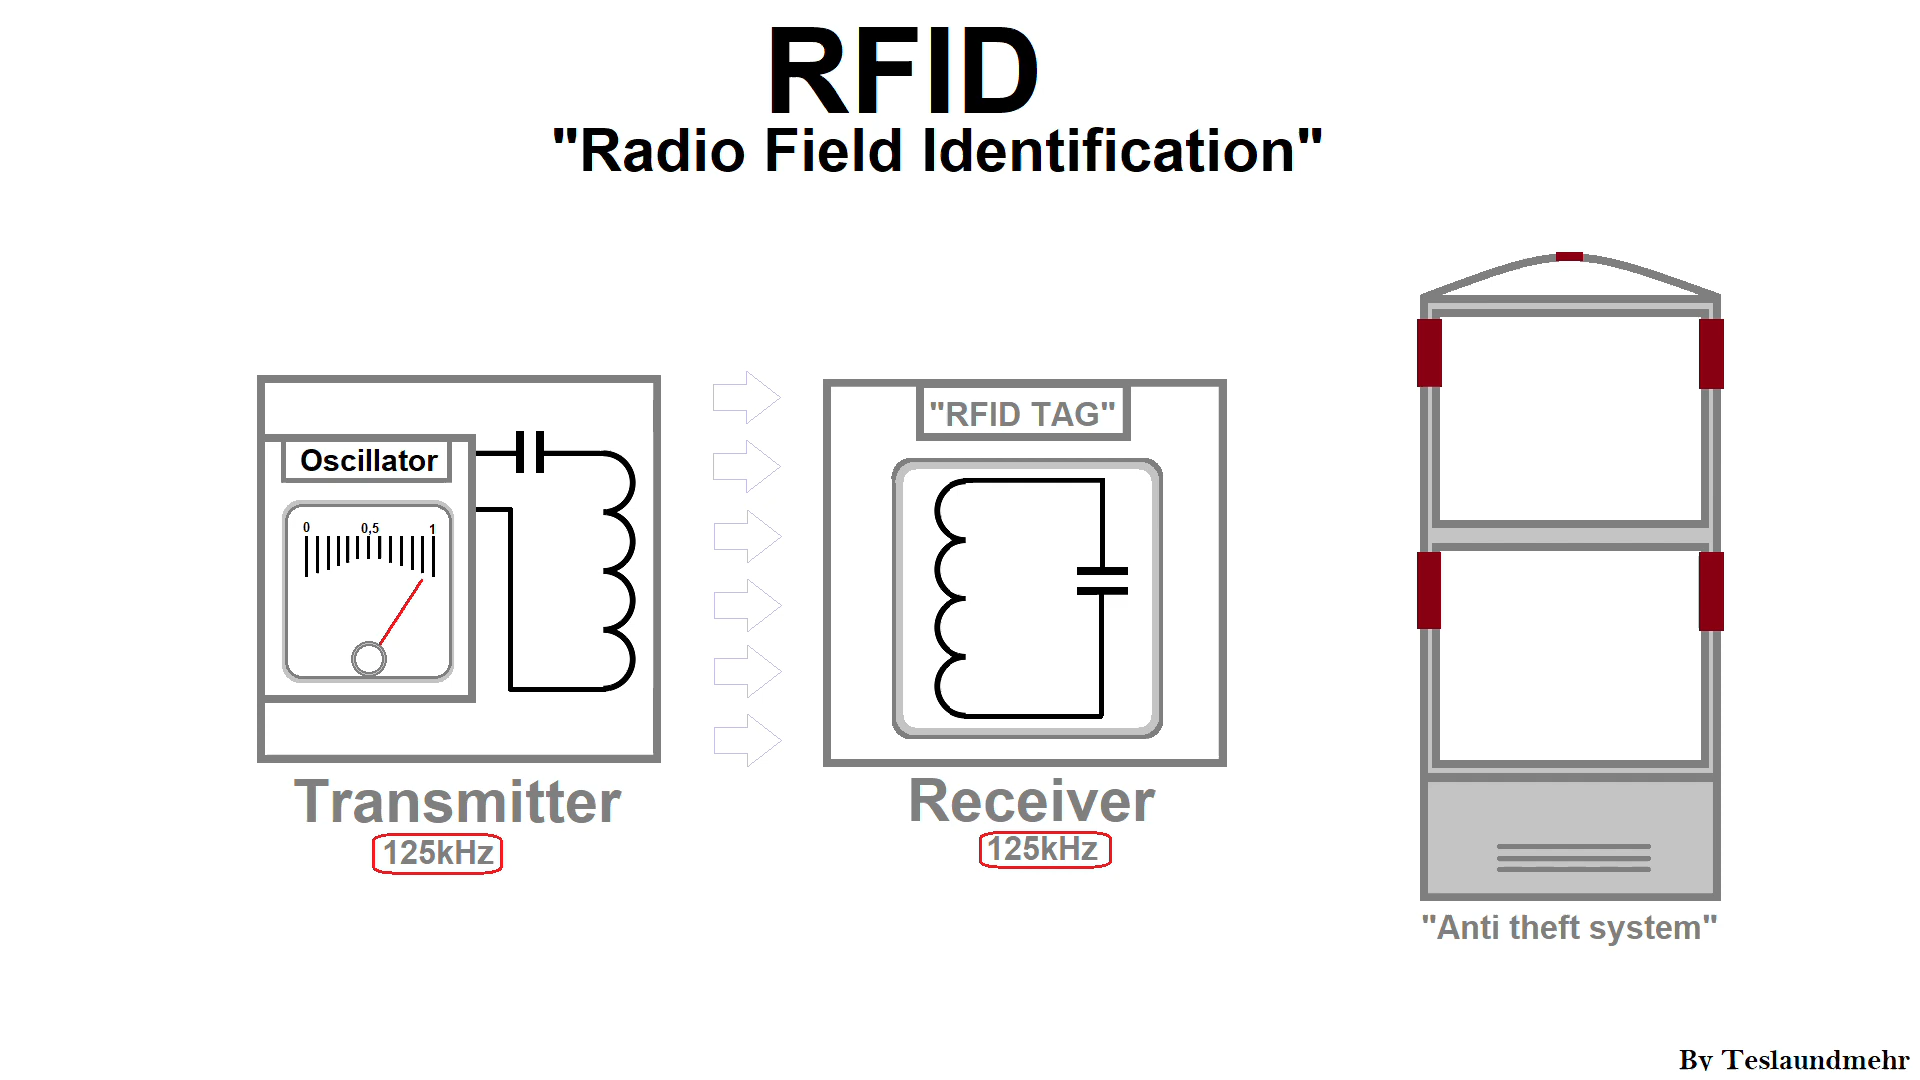 RFID
"Radio Field Identification"
"RFID TAG"
Oscillator
0 0,5 1
Transmitter
125kHz
Receiver
125kHz
"Anti theft system"
By Teslaundmehr